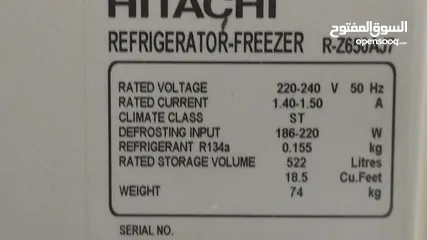 HITACHI
السوق المفتوح
opensooq.com
REFRIGERATOR-FREEZER R-Z650AS7
RATED VOLTAGE 220-240 V 50 Hz
RATED CURRENT 1.40-1.50 A
CLIMATE CLASS ST
DEFROSTING INPUT 186-220 W
REFRIGERANT R134a 0.155 kg
RATED STORAGE VOLUME 522 Litres
18.5 Cu.Feet
WEIGHT 74 kg
SERIAL NO.